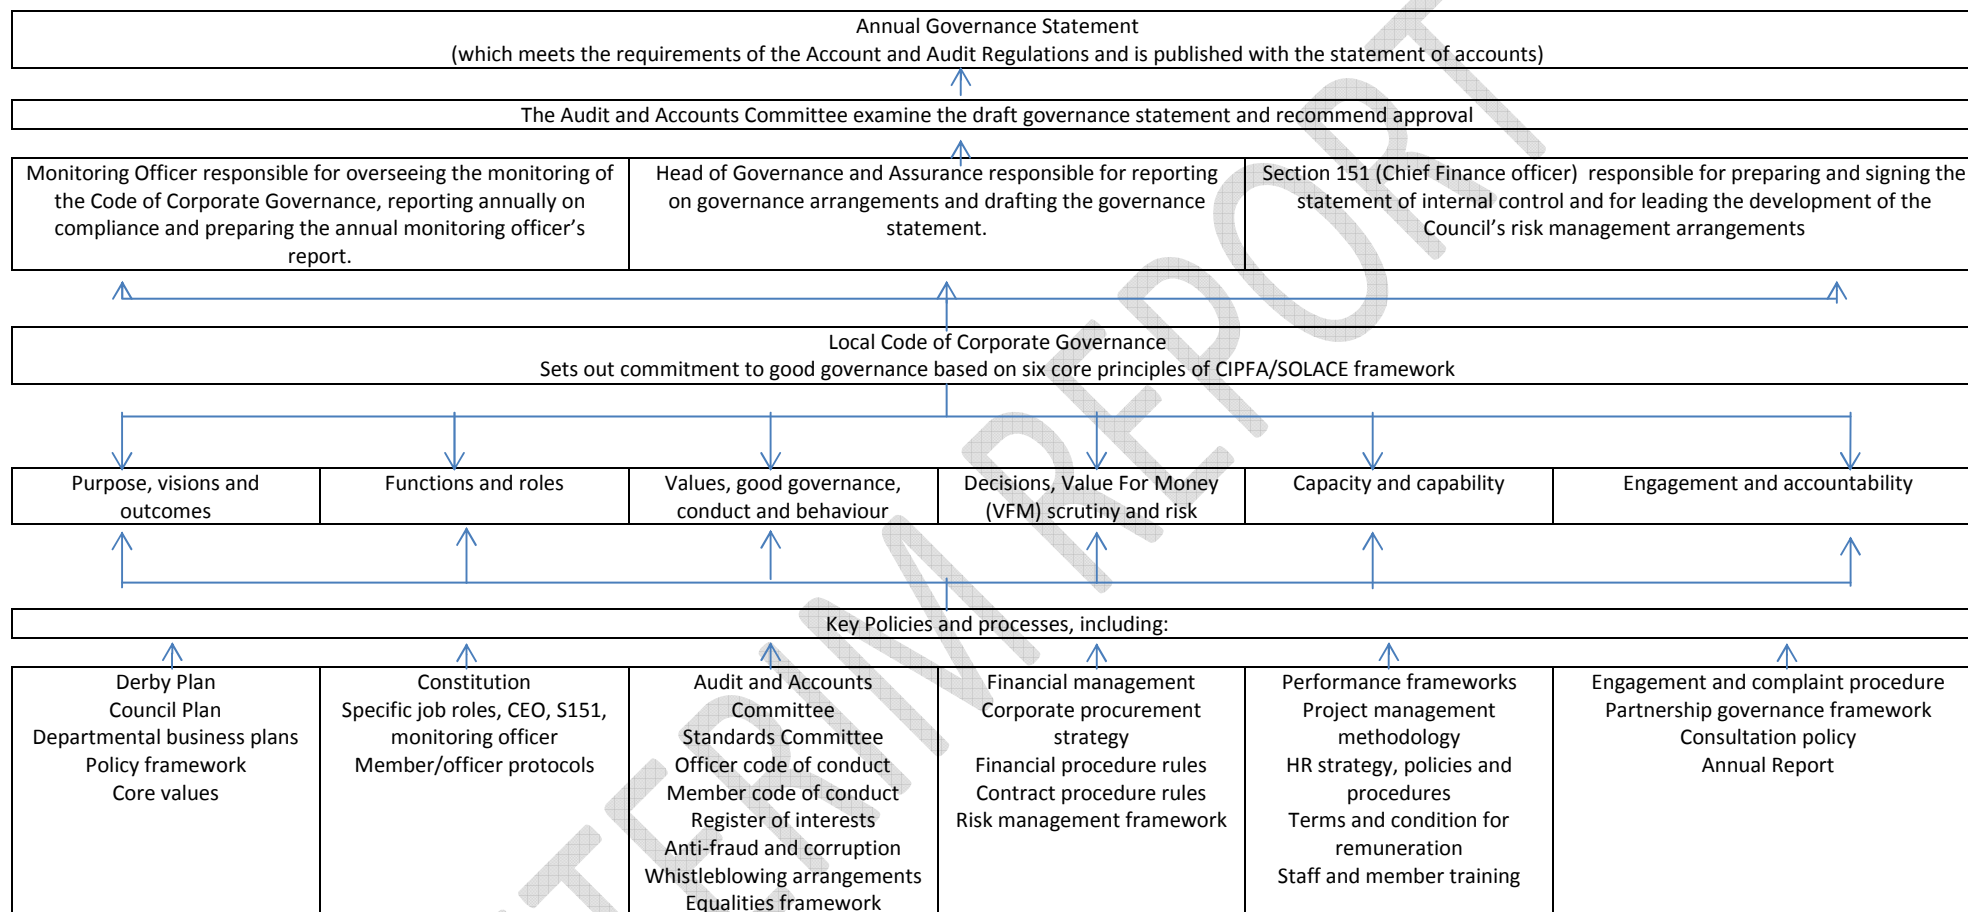 Annual Governance Statement
(which meets the requirements of the Account and Audit Regulations and is published with the statement of accounts)
The Audit and Accounts Committee examine the draft governance statement and recommend approval
Monitoring Officer responsible for overseeing the monitoring of
the Code of Corporate Governance, reporting annually on
compliance and preparing the annual monitoring officer's
report.
Head of Governance and Assurance responsible for reporting
on governance arrangements and drafting the governance
statement.
Section 151 (Chief Finance officer) responsible for preparing and signing the
statement of internal control and for leading the development of the
Council's risk management arrangements
Local Code of Corporate Governance
Sets out commitment to good governance based on six core principles of CIPFA/SOLACE framework
Purpose, visions and
outcomes
Functions and roles
Values, good governance,
conduct and behaviour
Decisions, Value For Money
(VFM) scrutiny and risk
Capacity and capability
Engagement and accountability
Key Policies and processes, including:
Derby Plan
Council Plan
Departmental business plans
Policy framework
Core values
Constitution
Specific job roles, CEO, S151,
monitoring officer
Member/officer protocols
Audit and Accounts
Committee
Standards Committee
Officer code of conduct
Member code of conduct
Register of interests
Anti-fraud and corruption
Whistleblowing arrangements
Equalities framework
Financial management
Corporate procurement
strategy
Financial procedure rules
Contract procedure rules
Risk management framework
Performance frameworks
Project management
methodology
HR strategy, policies and
procedures
Terms and condition for
remuneration
Staff and member training
Engagement and complaint procedure
Partnership governance framework
Consultation policy
Annual Report
TERIM REPORT